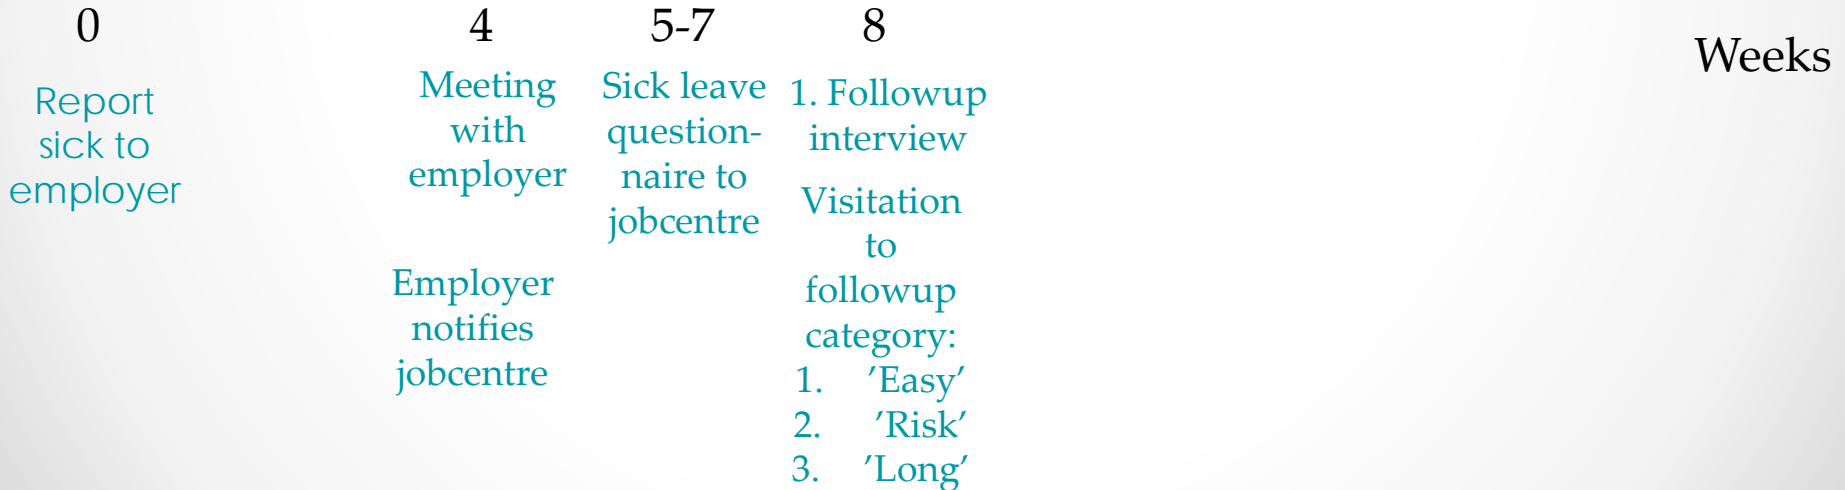 0
Report
sick to
employer
4
Meeting
with
employer
Employer
notifies
jobcentre
5-7
Sick leave
question-
naire to
jobcentre
8
1. Followup
interview
Visitation
to
followup
category:
1. ’Easy’
2. ’Risk’
3. ’Long’
Weeks